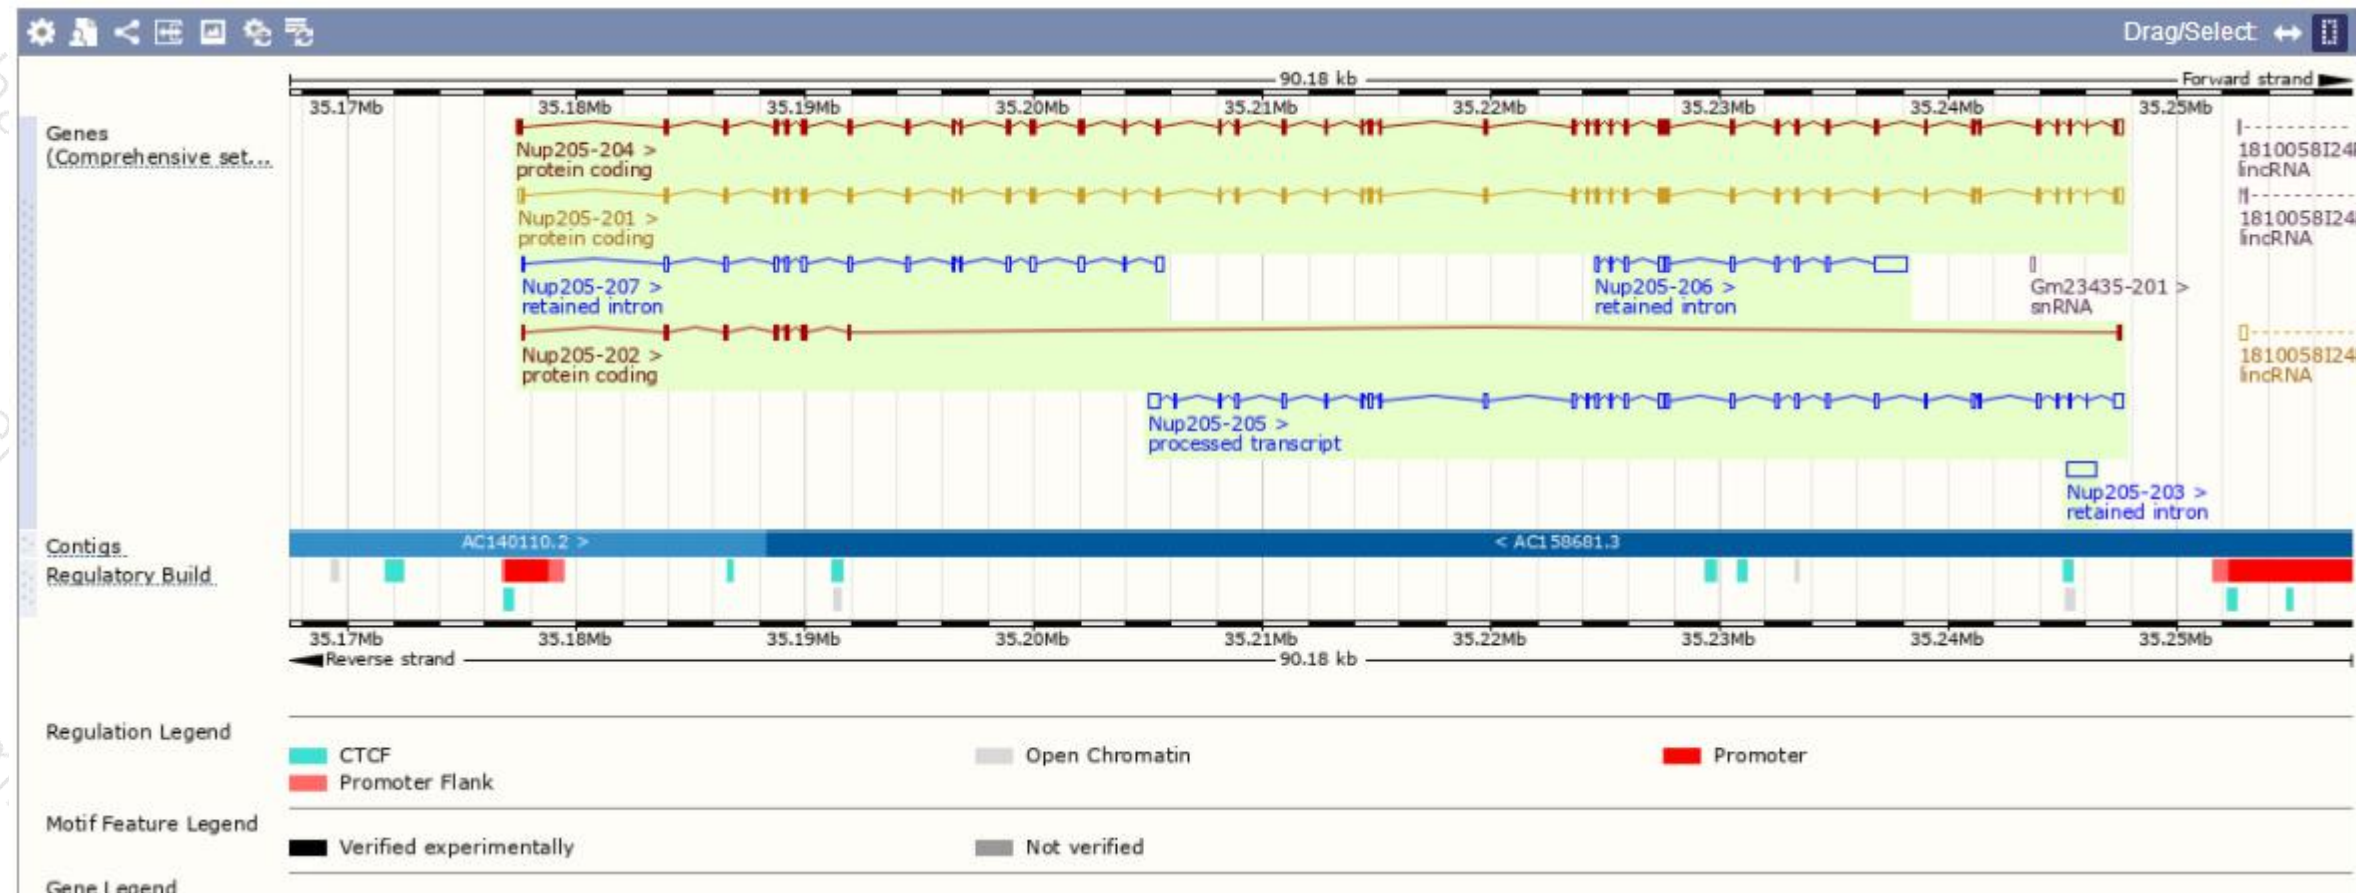 Drag/Select:
90.18 kb
Forward strand
35.17Mb 35.18Mb 35.19Mb 35.20Mb 35.21Mb 35.22Mb 35.23Mb 35.24Mb 35.25Mb
Genes
(Comprehensive set...
Nup205-204 >
protein coding
1810058I24
lincRNA
Nup205-201 >
protein coding
1810058I24
lincRNA
Nup205-207 >
retained intron
Nup205-206 >
retained intron
Gm23435-201 >
snRNA
Nup205-202 >
protein coding
1810058I24
lincRNA
Nup205-205 >
processed transcript
Nup205-203 >
retained intron
Contigs
AC140110.2 >
< AC158681.3
Regulatory Build
35.17Mb 35.18Mb 35.19Mb 35.20Mb 35.21Mb 35.22Mb 35.23Mb 35.24Mb 35.25Mb
Reverse strand
90.18 kb
Regulation Legend
CTCF
Open Chromatin
Promoter
Promoter Flank
Motif Feature Legend
Verified experimentally
Not verified
Gene Legend